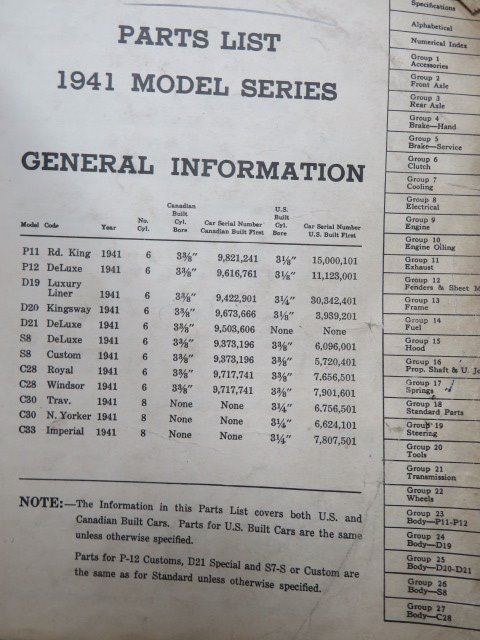 PARTS LIST
1941 MODEL SERIES
GENERAL INFORMATION
Model Code Year No. Cyl. Canadian Built Cyl. Bore Car Serial Number Canadian Built First U.S. Built Cyl. Bore Car Serial Number U.S. Built First
P11 Rd. King 1941 6 3⅜" 9,821,241 3⅛" 15,000,101
P12 DeLuxe 1941 6 3⅜" 9,616,761 3⅛" 11,123,001
D19 Luxury
Liner 1941 6 3⅜" 9,422,901 3¼" 30,342,401
D20 Kingsway 1941 6 3⅜" 9,673,666 3⅛" 3,939,201
D21 DeLuxe 1941 6 3⅜" 9,503,606 None None
S8 DeLuxe 1941 6 3⅜" 9,373,196 3⅜" 6,096,001
S8 Custom 1941 6 3⅜" 9,373,196 3⅜" 5,720,401
C28 Royal 1941 6 3⅜" 9,717,741 3⅜" 7,656,501
C28 Windsor 1941 6 3⅜" 9,717,741 3⅜" 7,901,601
C30 Trav. 1941 8 None None 3¼" 6,756,501
C30 N. Yorker 1941 8 None None 3¼" 6,624,101
C33 Imperial 1941 8 None None 3¼" 7,807,501
NOTE:—The Information in this Parts List covers both U.S. and
Canadian Built Cars. Parts for U.S. Built Cars are the same
unless otherwise specified.
Parts for P-12 Customs, D21 Special and S7-S or Custom are
the same as for Standard unless otherwise specified.
Specifications
Alphabetical
Numerical Index
Group 1
Accessories
Group 2
Front Axle
Group 3
Rear Axle
Group 4
Brake—Hand
Group 5
Brake—Service
Group 6
Clutch
Group 7
Cooling
Group 8
Electrical
Group 9
Engine
Group 10
Engine Oiling
Group 11
Exhaust
Group 12
Fenders & Sheet M
Group 13
Frame
Group 14
Fuel
Group 15
Hood
Group 16
Prop. Shaft & U. Jo
Group 17
Springs
Group 18
Standard Parts
Group 19
Steering
Group 20
Tools
Group 21
Transmission
Group 22
Wheels
Group 23
Body—P11-P12
Group 24
Body—D19
Group 25
Body—D20-D21
Group 26
Body—S8
Group 27
Body—C28